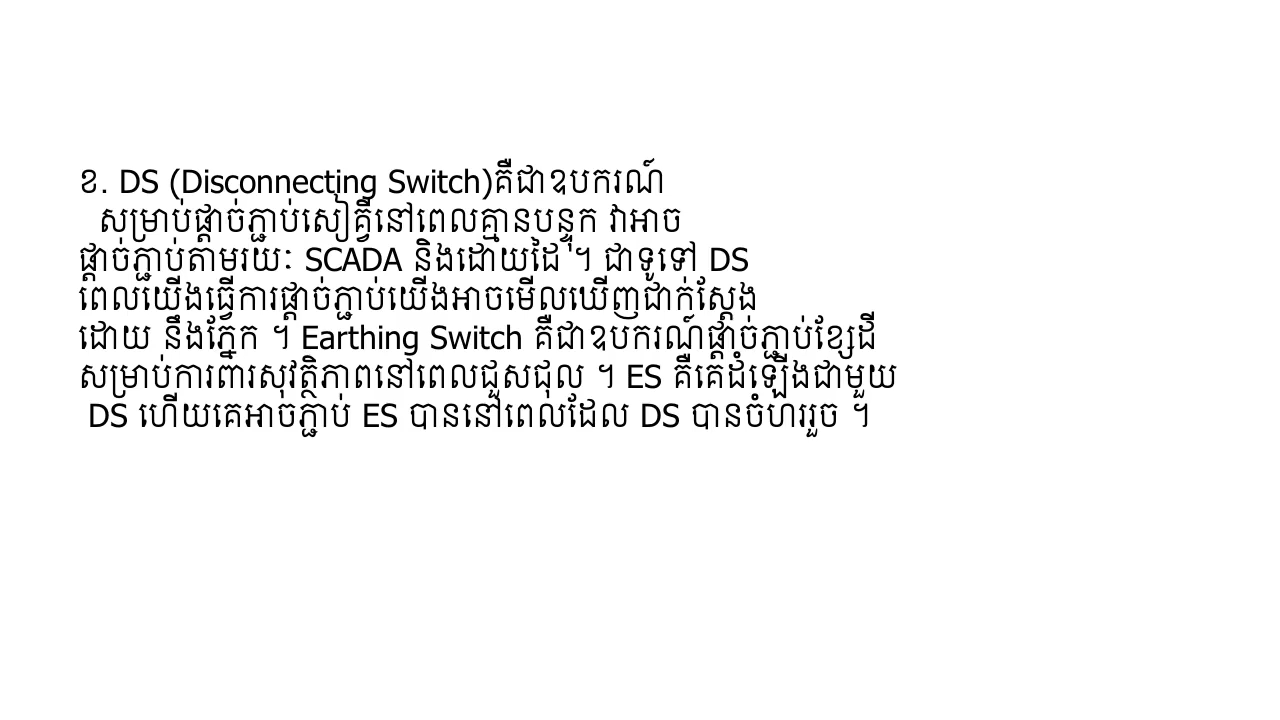 ខ. DS (Disconnecting Switch)គឺជាឧបករណ៍
សម្រាប់ផ្តាច់ភ្ជាប់សៀគ្វីនៅពេលគ្មានបន្ទុក វាអាច
ផ្តាច់ភ្ជាប់តាមរយៈ SCADA និងដោយដៃ ។ ជាទូទៅ DS
ពេលយើងធ្វើការផ្តាច់ភ្ជាប់យើងអាចមើលឃើញជាក់ស្តែង
ដោយ នឹងភ្នែក ។ Earthing Switch គឺជាឧបករណ៍ផ្តាច់ភ្ជាប់ខ្សែដី
សម្រាប់ការពារសុវត្ថិភាពនៅពេលជួសជុល ។ ES គឺគេដំឡើងជាមួយ
DS ហើយគេអាចភ្ជាប់ ES បាននៅពេលដែល DS បានចំហររួច ។